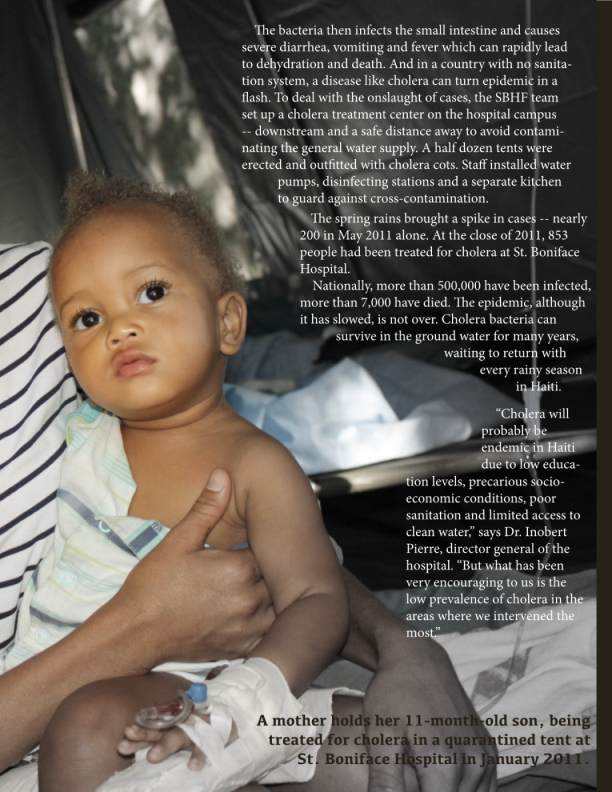 The bacteria then infects the small intestine and causes
severe diarrhea, vomiting and fever which can rapidly lead
to dehydration and death. And in a country with no sanita-
tion system, a disease like cholera can turn epidemic in a
flash. To deal with the onslaught of cases, the SBHF team
set up a cholera treatment center on the hospital campus
-- downstream and a safe distance away to avoid contami-
nating the general water supply. A half dozen tents were
erected and outfitted with cholera cots. Staff installed water
pumps, disinfecting stations and a separate kitchen
to guard against cross-contamination.
The spring rains brought a spike in cases -- nearly
200 in May 2011 alone. At the close of 2011, 853
people had been treated for cholera at St. Boniface
Hospital.
Nationally, more than 500,000 have been infected,
more than 7,000 have died. The epidemic, although
it has slowed, is not over. Cholera bacteria can
survive in the ground water for many years,
waiting to return with
every rainy season
in Haiti.
“Cholera will
probably be
endemic in Haiti
due to low educa-
tion levels, precarious socio-
economic conditions, poor
sanitation and limited access to
clean water,” says Dr. Inobert
Pierre, director general of the
hospital. “But what has been
very encouraging to us is the
low prevalence of cholera in the
areas where we intervened the
most.”
A mother holds her 11-month-old son, being
treated for cholera in a quarantined tent at
St. Boniface Hospital in January 2011.